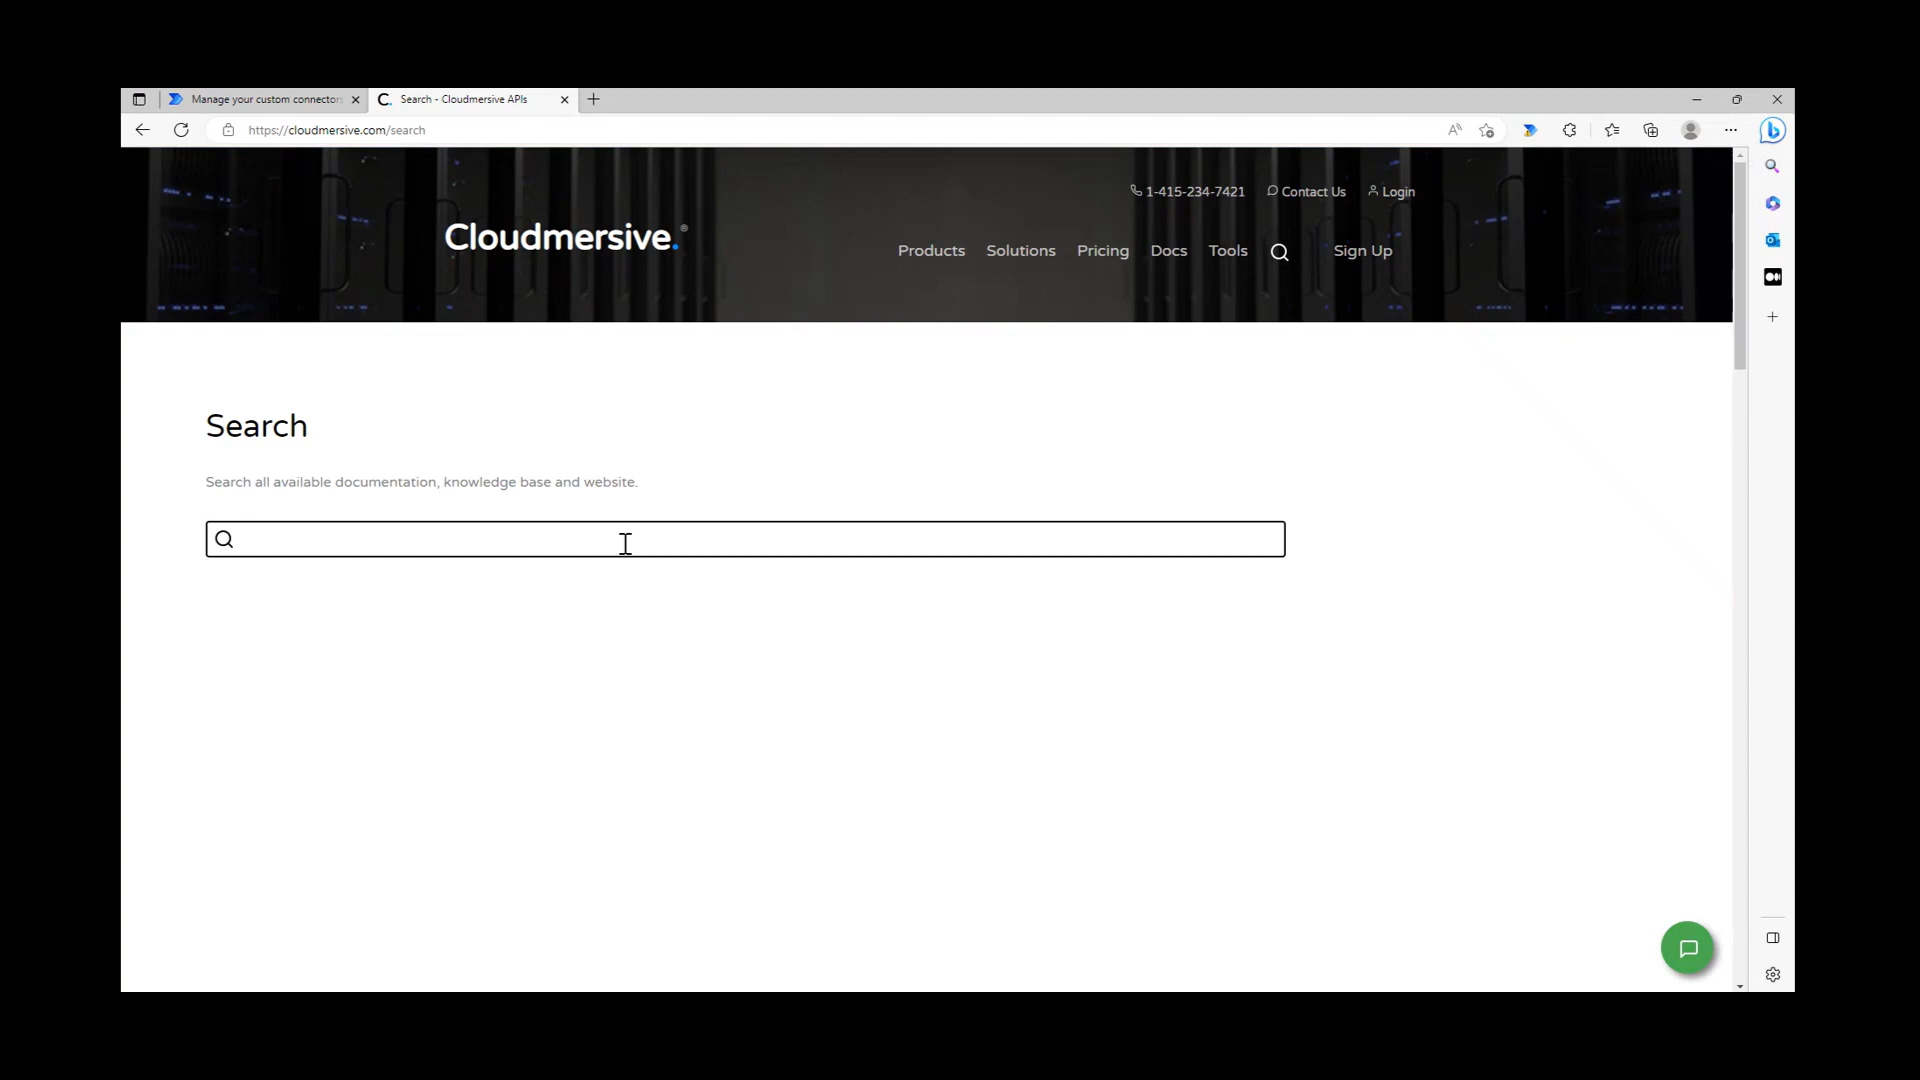 Manage your custom connectors
Search - Cloudmersive APIs
https://cloudmersive.com/search
1-415-234-7421
Contact Us
Login
Cloudmersive.®
Products
Solutions
Pricing
Docs
Tools
Sign Up
Search
Search all available documentation, knowledge base and website.